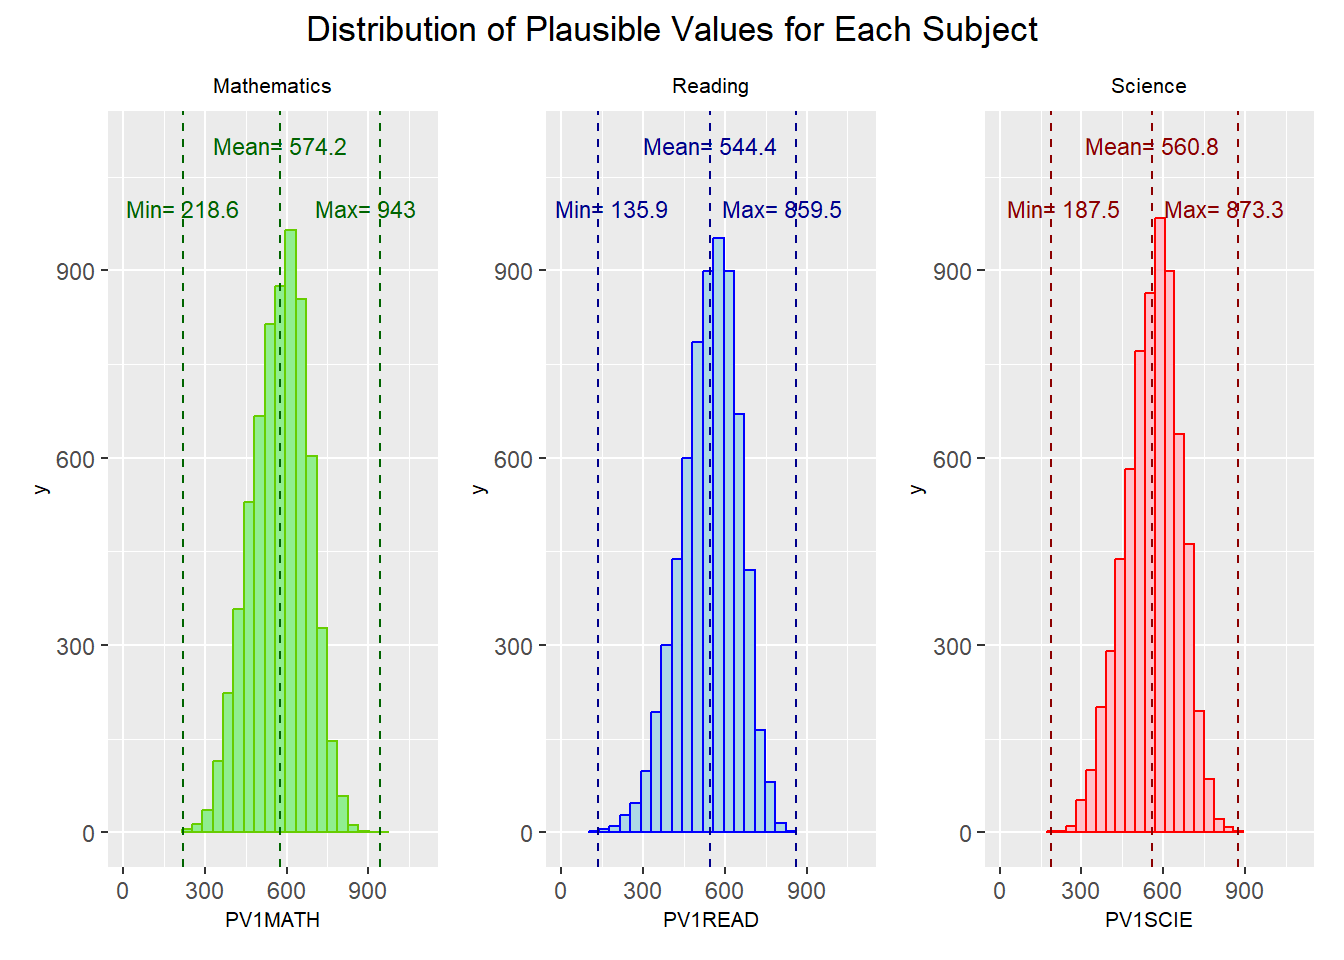 Distribution of Plausible Values for Each Subject
Mathematics
Mean= 574.2
Min= 218.6
Max= 943
900
600
300
0
y
0 300 600 900
PV1MATH
Reading
Mean= 544.4
Min= 135.9
Max= 859.5
900
600
300
0
y
0 300 600 900
PV1READ
Science
Mean= 560.8
Min= 187.5
Max= 873.3
900
600
300
0
y
0 300 600 900
PV1SCIE